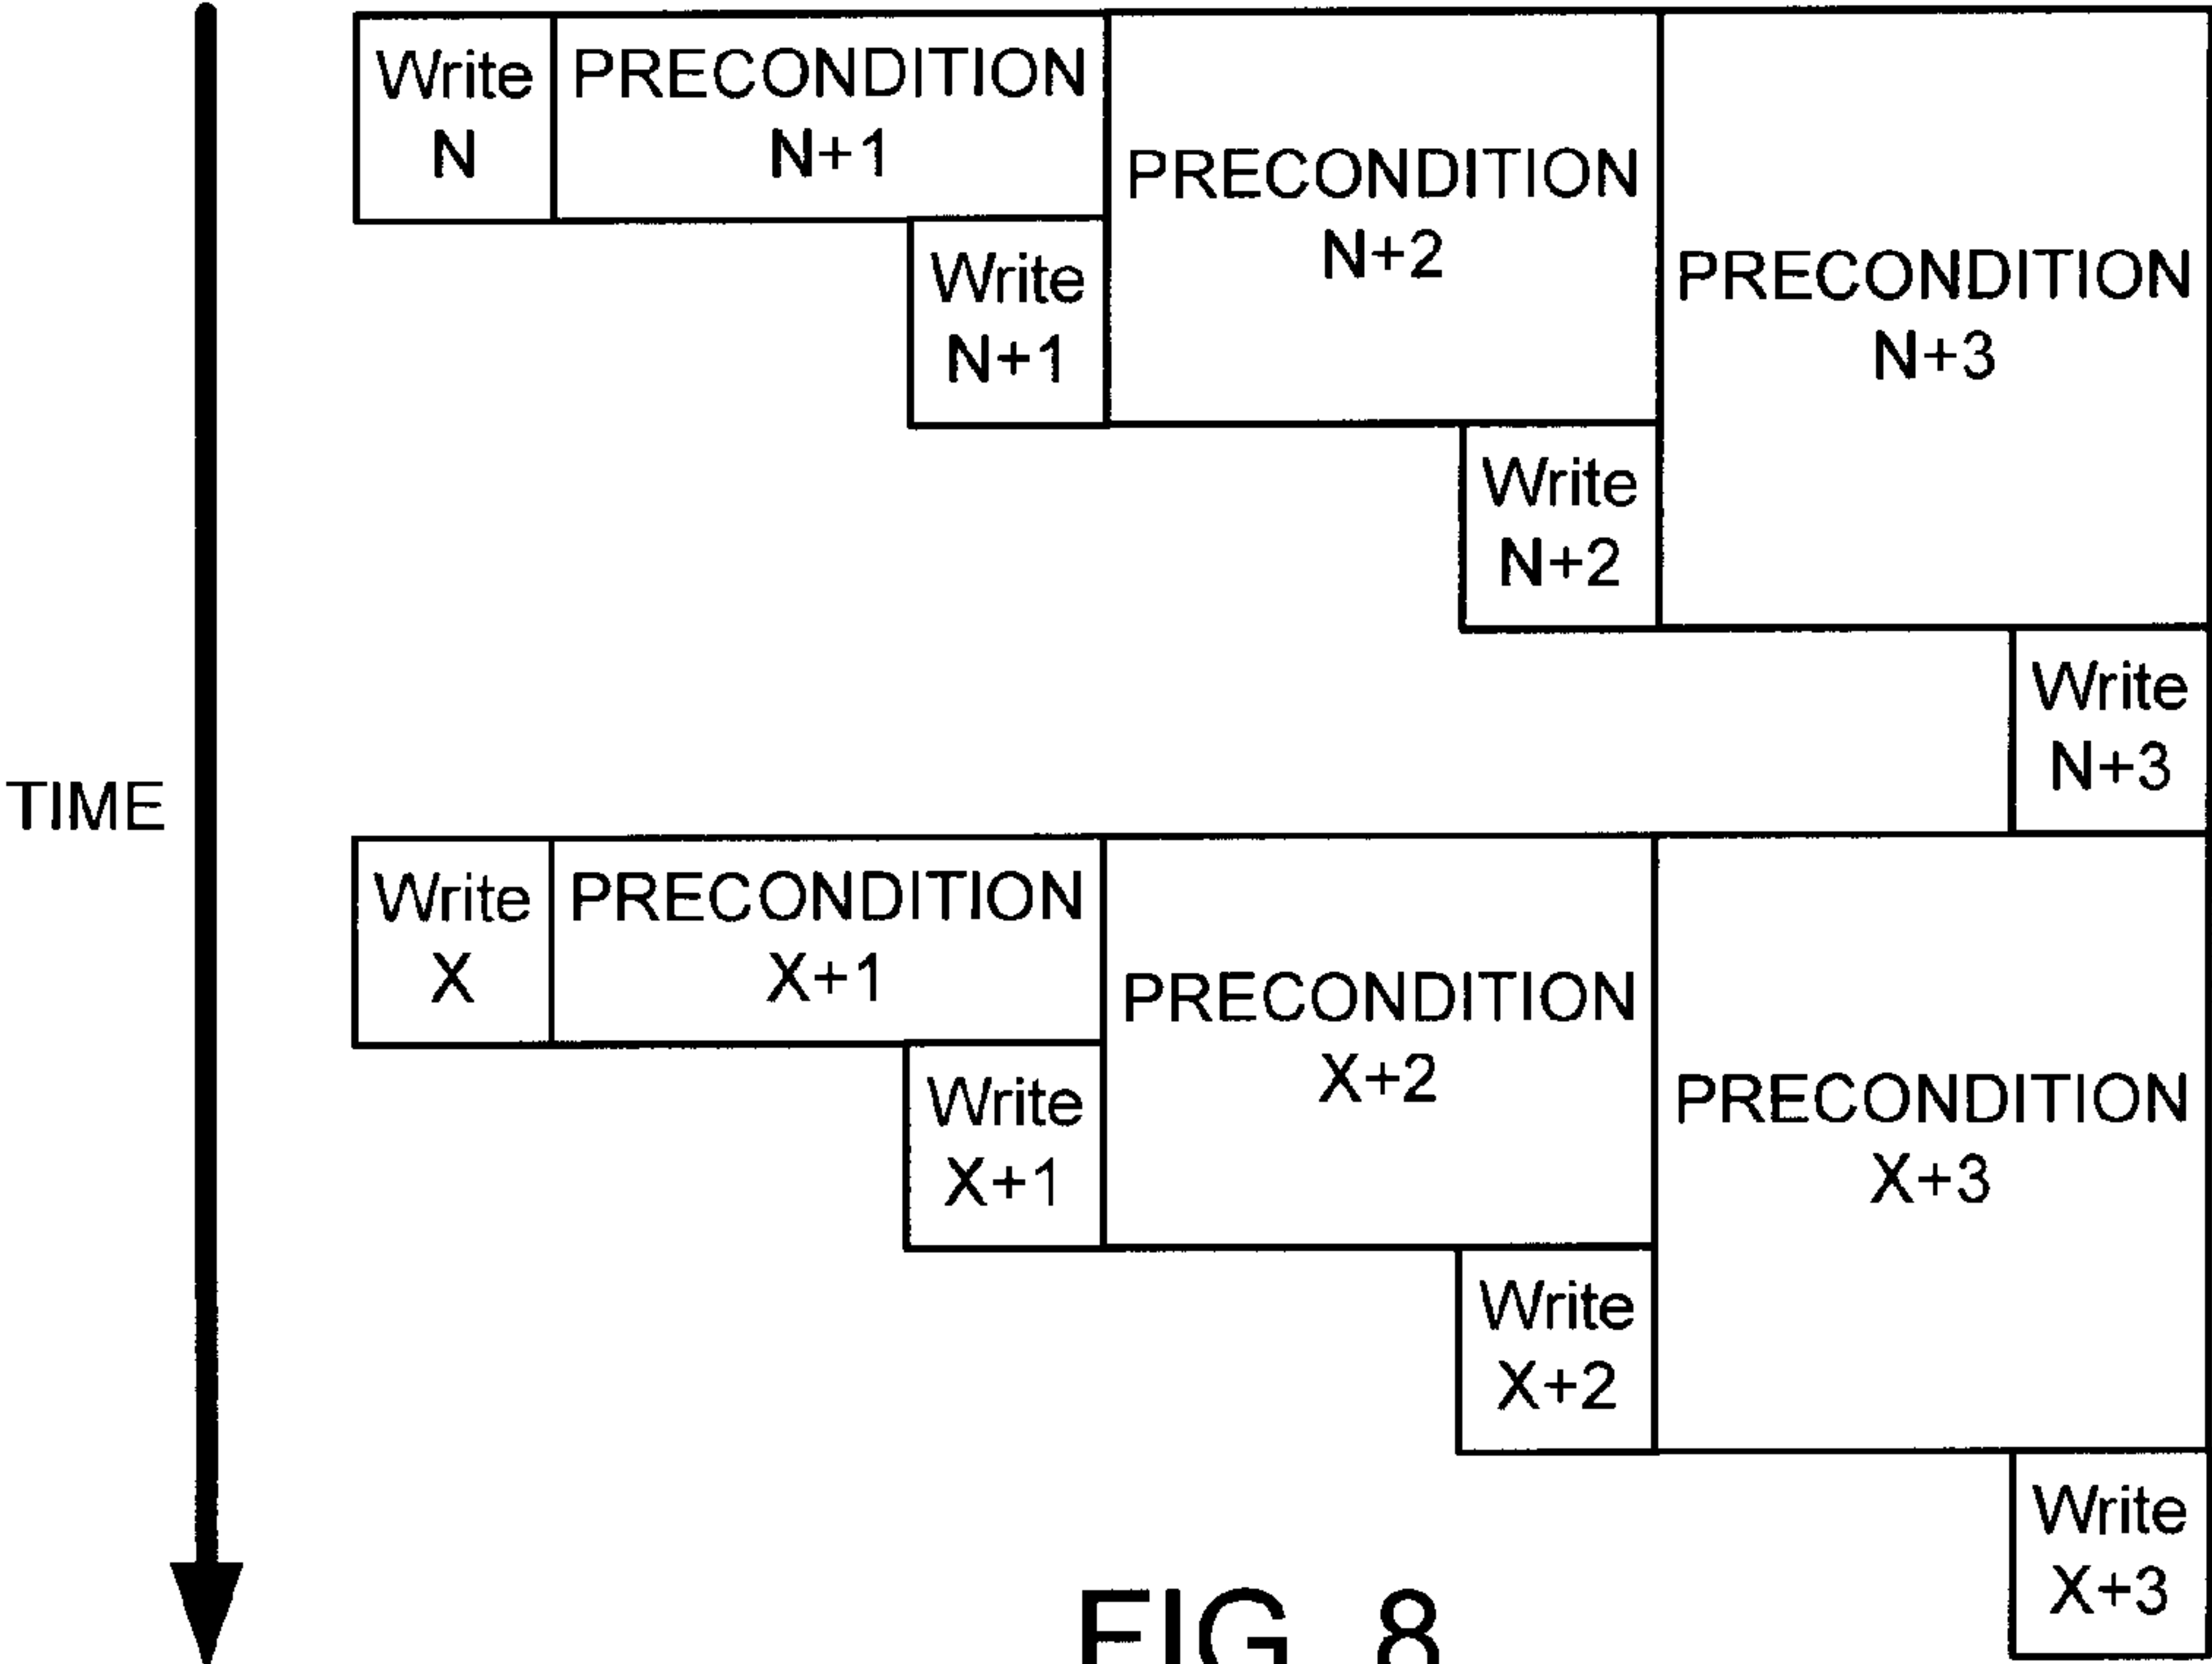 Write
N
PRECONDITION
N+1
PRECONDITION
N+2
PRECONDITION
N+3
Write
N+1
Write
N+2
Write
N+3
TIME
Write
X
PRECONDITION
X+1
PRECONDITION
X+2
PRECONDITION
X+3
Write
X+1
Write
X+2
Write
X+3
FIG. 8